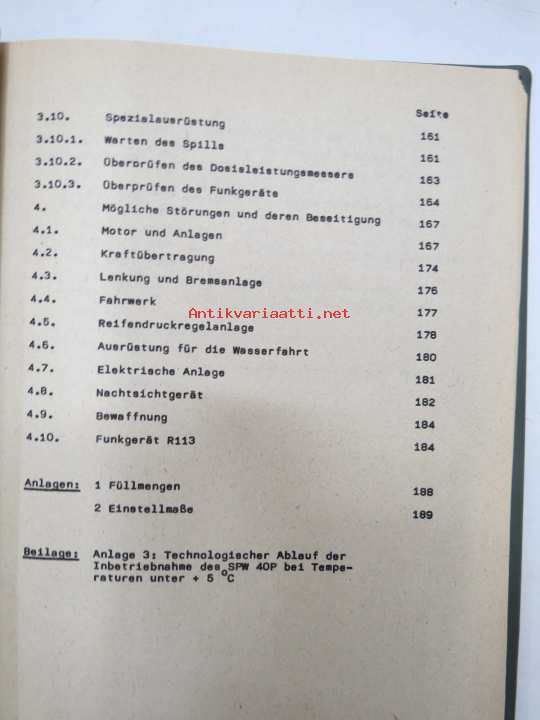 Seite
3.10. Spezialausrüstung 161
3.10.1. Warten des Spills 161
3.10.2. Überprüfen des Dosisleistungsmessers 163
3.10.3. Überprüfen des Funkgeräts 164
4. Mögliche Störungen und deren Beseitigung 167
4.1. Motor und Anlagen 167
4.2. Kraftübertragung 174
4.3. Lenkung und Bremsanlage 176
4.4. Fahrwerk 177
Antikvariaatti.net
4.5. Reifendruckregelanlage 178
4.6. Ausrüstung für die Wasserfahrt 180
4.7. Elektrische Anlage 181
4.8. Nachtsichtgerät 182
4.9. Bewaffnung 184
4.10. Funkgerät R113 184
Anlagen: 1 Füllmengen 188
2 Einstellmaße 189
Beilage: Anlage 3: Technologischer Ablauf der
Inbetriebnahme des SPW 40P bei Tempe-
raturen unter + 5 °C